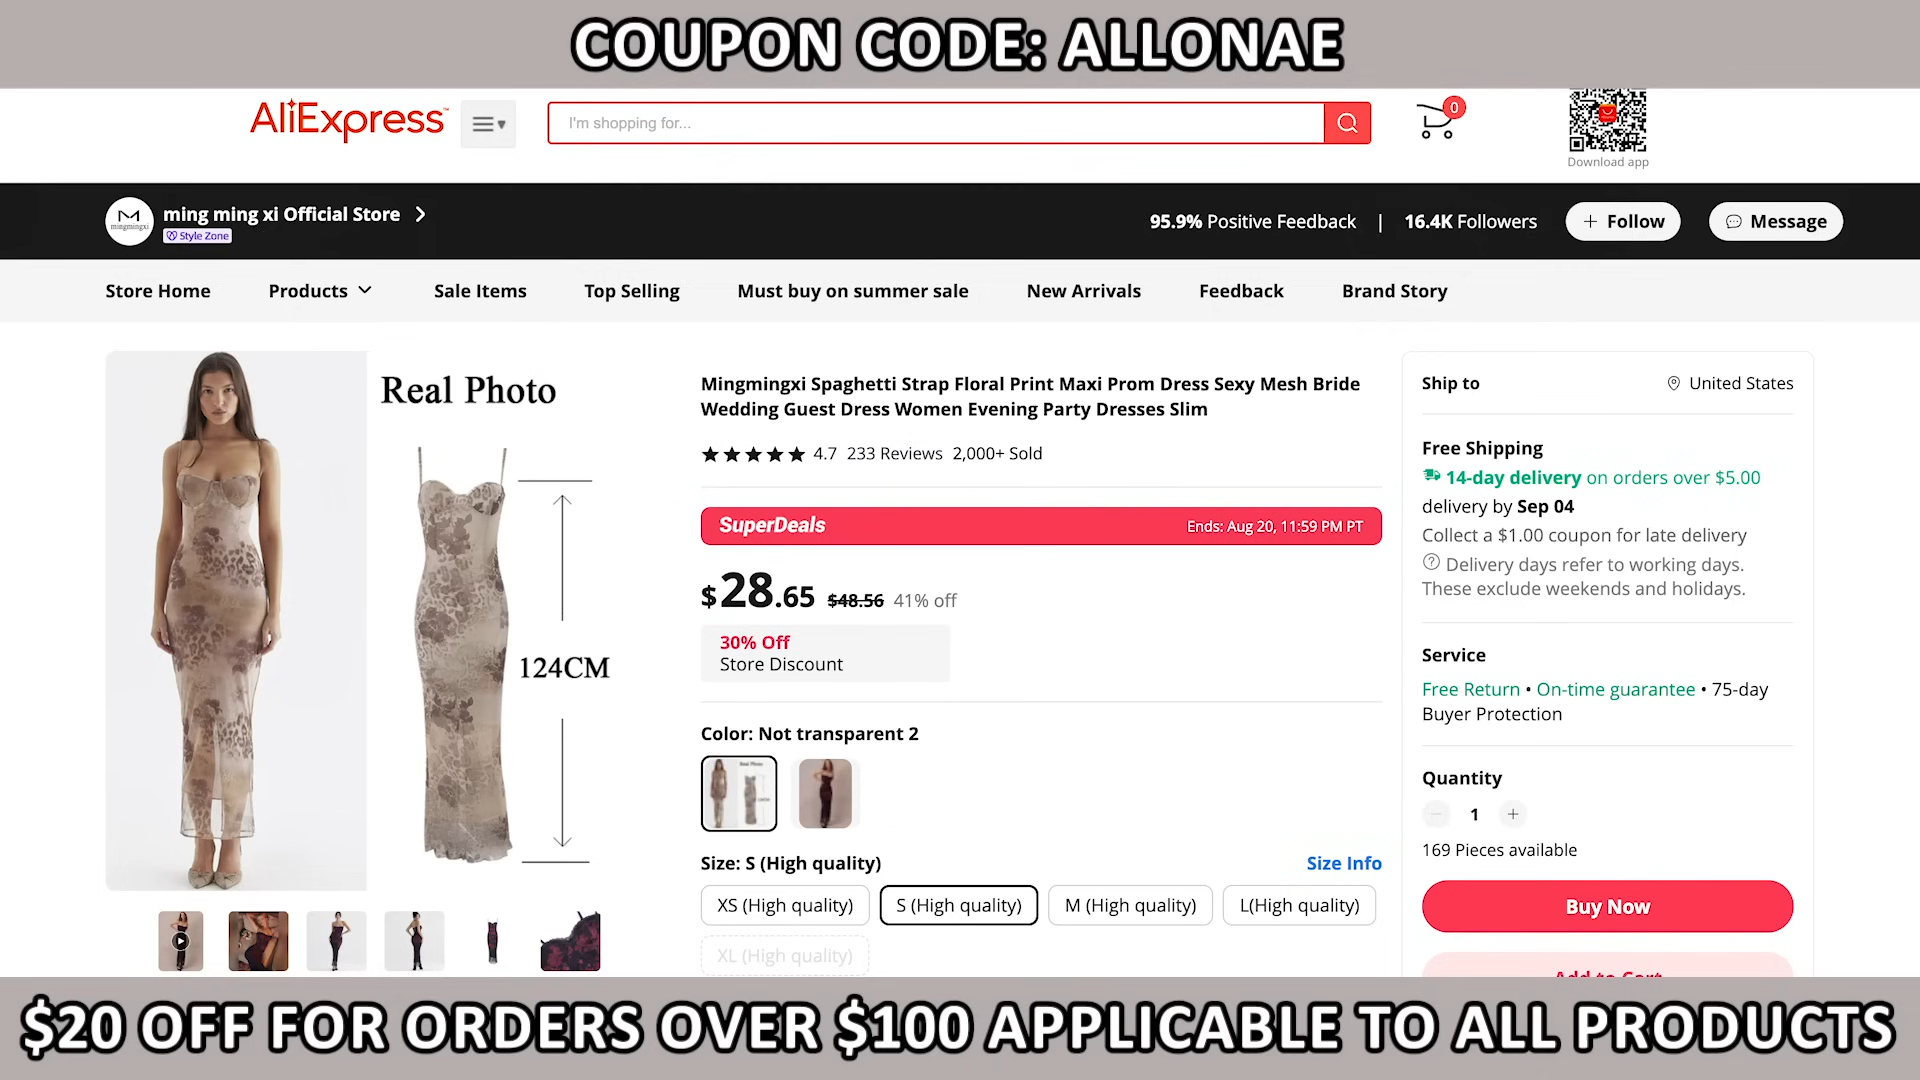 COUPON CODE: ALLONAE
AliExpress
I'm shopping for...
0
Download app
M
mingmingxi
ming ming xi Official Store
Style Zone
95.9% Positive Feedback | 16.4K Followers
+ Follow
Message
Store Home
Products
Sale Items
Top Selling
Must buy on summer sale
New Arrivals
Feedback
Brand Story
Real Photo
124CM
Mingmingxi Spaghetti Strap Floral Print Maxi Prom Dress Sexy Mesh Bride
Wedding Guest Dress Women Evening Party Dresses Slim
4.7 233 Reviews 2,000+ Sold
SuperDeals
Ends: Aug 20, 11:59 PM PT
$28.65 $48.56 41% off
30% Off
Store Discount
Color: Not transparent 2
Real Photo
Size: S (High quality)
Size Info
XS (High quality)
S (High quality)
M (High quality)
L(High quality)
XL (High quality)
Ship to
United States
Free Shipping
14-day delivery on orders over $5.00
delivery by Sep 04
Collect a $1.00 coupon for late delivery
Delivery days refer to working days.
These exclude weekends and holidays.
Service
Free Return • On-time guarantee • 75-day
Buyer Protection
Quantity
1
169 Pieces available
Buy Now
Add to Cart
$20 OFF FOR ORDERS OVER $100 APPLICABLE TO ALL PRODUCTS